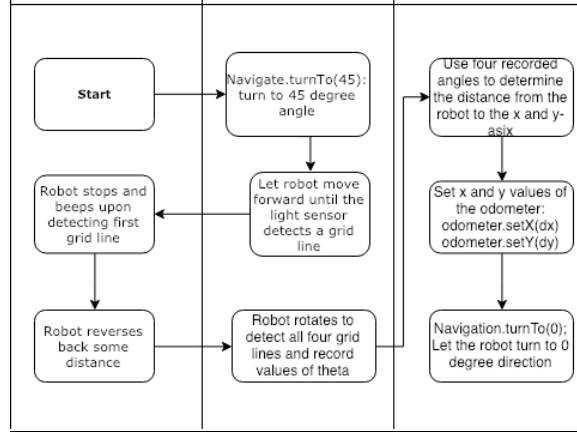 Start
Navigate.turnTo(45):
turn to 45 degree
angle
Let robot move
forward until the
light sensor
detects a grid
line
Robot stops and
beeps upon
detecting first
grid line
Robot reverses
back some
distance
Robot rotates to
detect all four grid
lines and record
values of theta
Use four recorded
angles to determine
the distance from the
robot to the x and y-
asix
Set x and y values of
the odometer:
odometer.setX(dx)
odometer.setY(dy)
Navigation.turnTo(0);
Let the robot turn to 0
degree direction